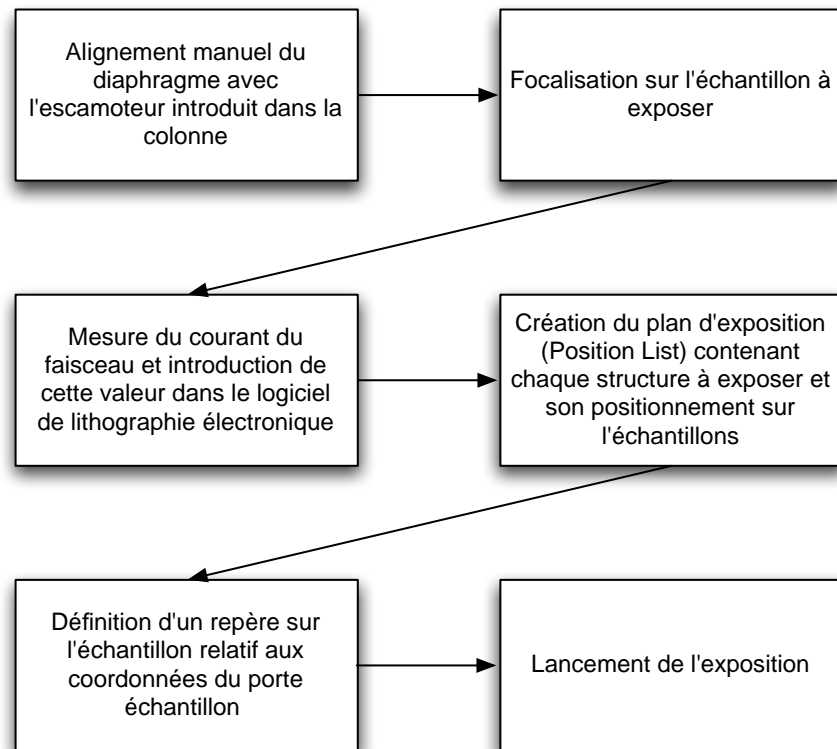 Alignement manuel du
diaphragme avec
l'escamoteur introduit dans la
colonne
Focalisation sur l'échantillon à
exposer
Mesure du courant du
faisceau et introduction de
cette valeur dans le logiciel
de lithographie électronique
Création du plan d'exposition
(Position List) contenant
chaque structure à exposer et
son positionnement sur
l'échantillons
Définition d'un repère sur
l'échantillon relatif aux
coordonnées du porte
échantillon
Lancement de l'exposition